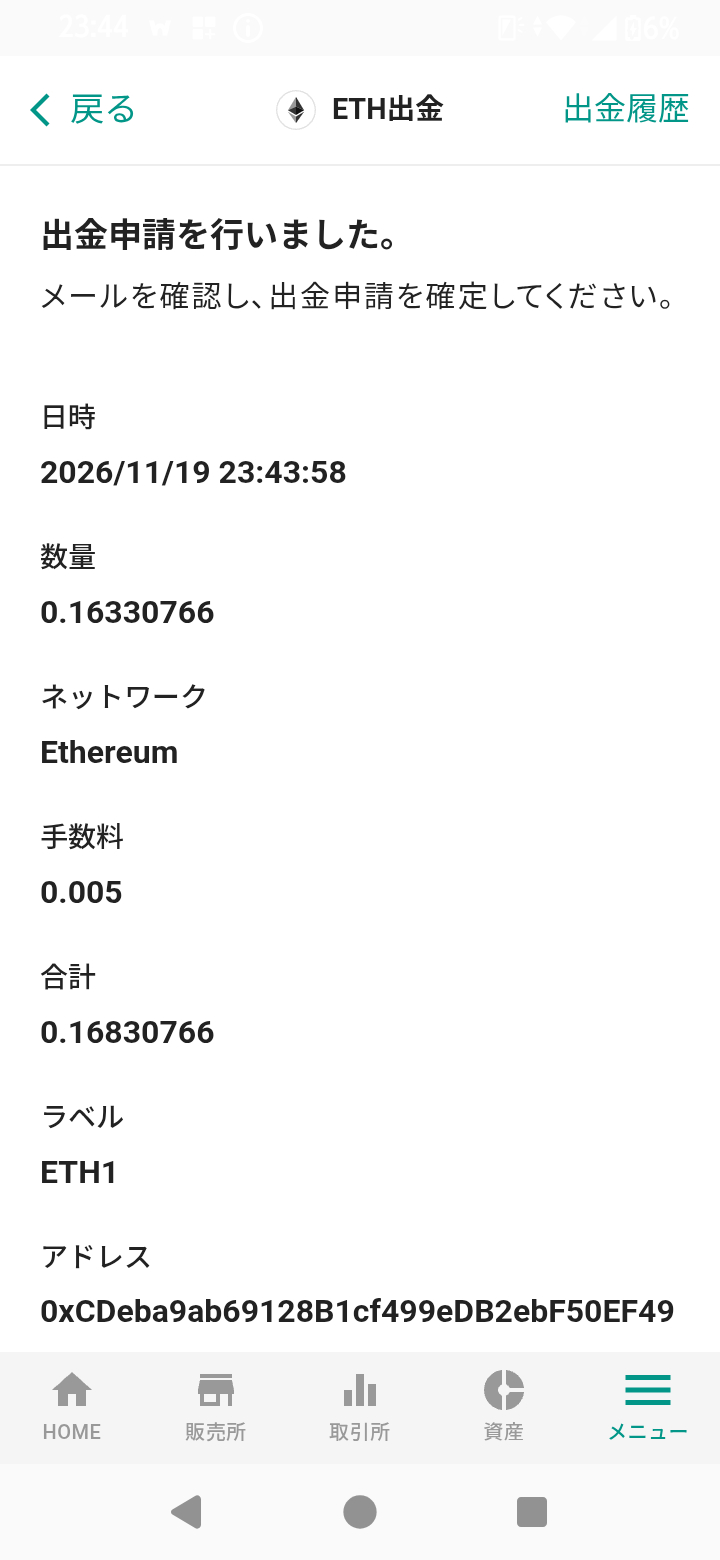 23:44
6%
戻る
ETH出金
出金履歴
出金申請を行いました。
メールを確認し、出金申請を確定してください。
日時
2026/11/19 23:43:58
数量
0.16330766
ネットワーク
Ethereum
手数料
0.005
合計
0.16830766
ラベル
ETH1
アドレス
0xCDeba9ab69128B1cf499eDB2ebF50EF49
HOME
販売所
取引所
資産
メニュー